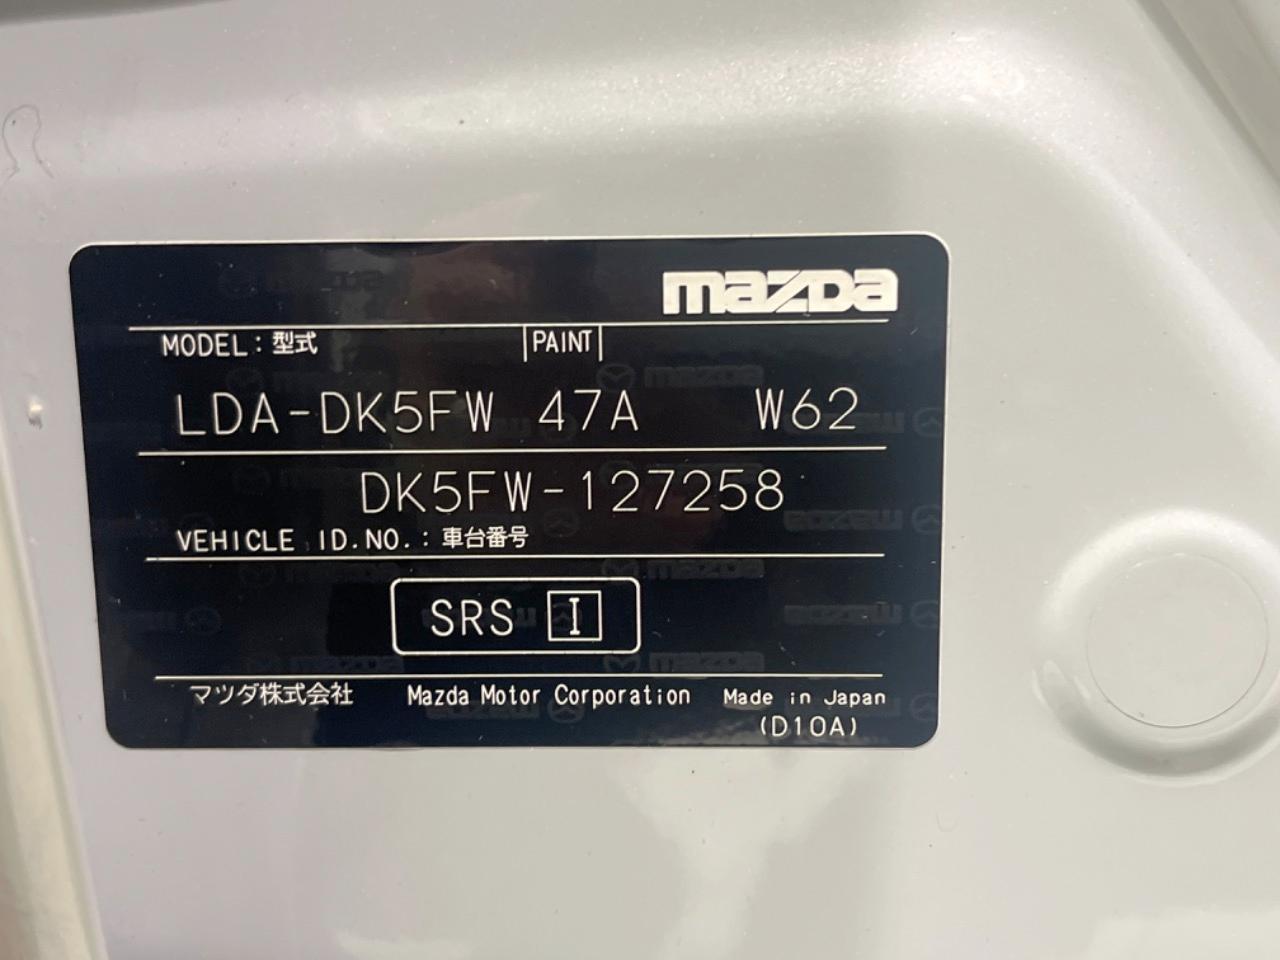 mazda
MODEL:型式 PAINT
LDA-DK5FW 47A W62
DK5FW-127258
VEHICLE ID.NO.:車台番号
SRS I
マツダ株式会社 Mazda Motor Corporation Made in Japan
(D10A)